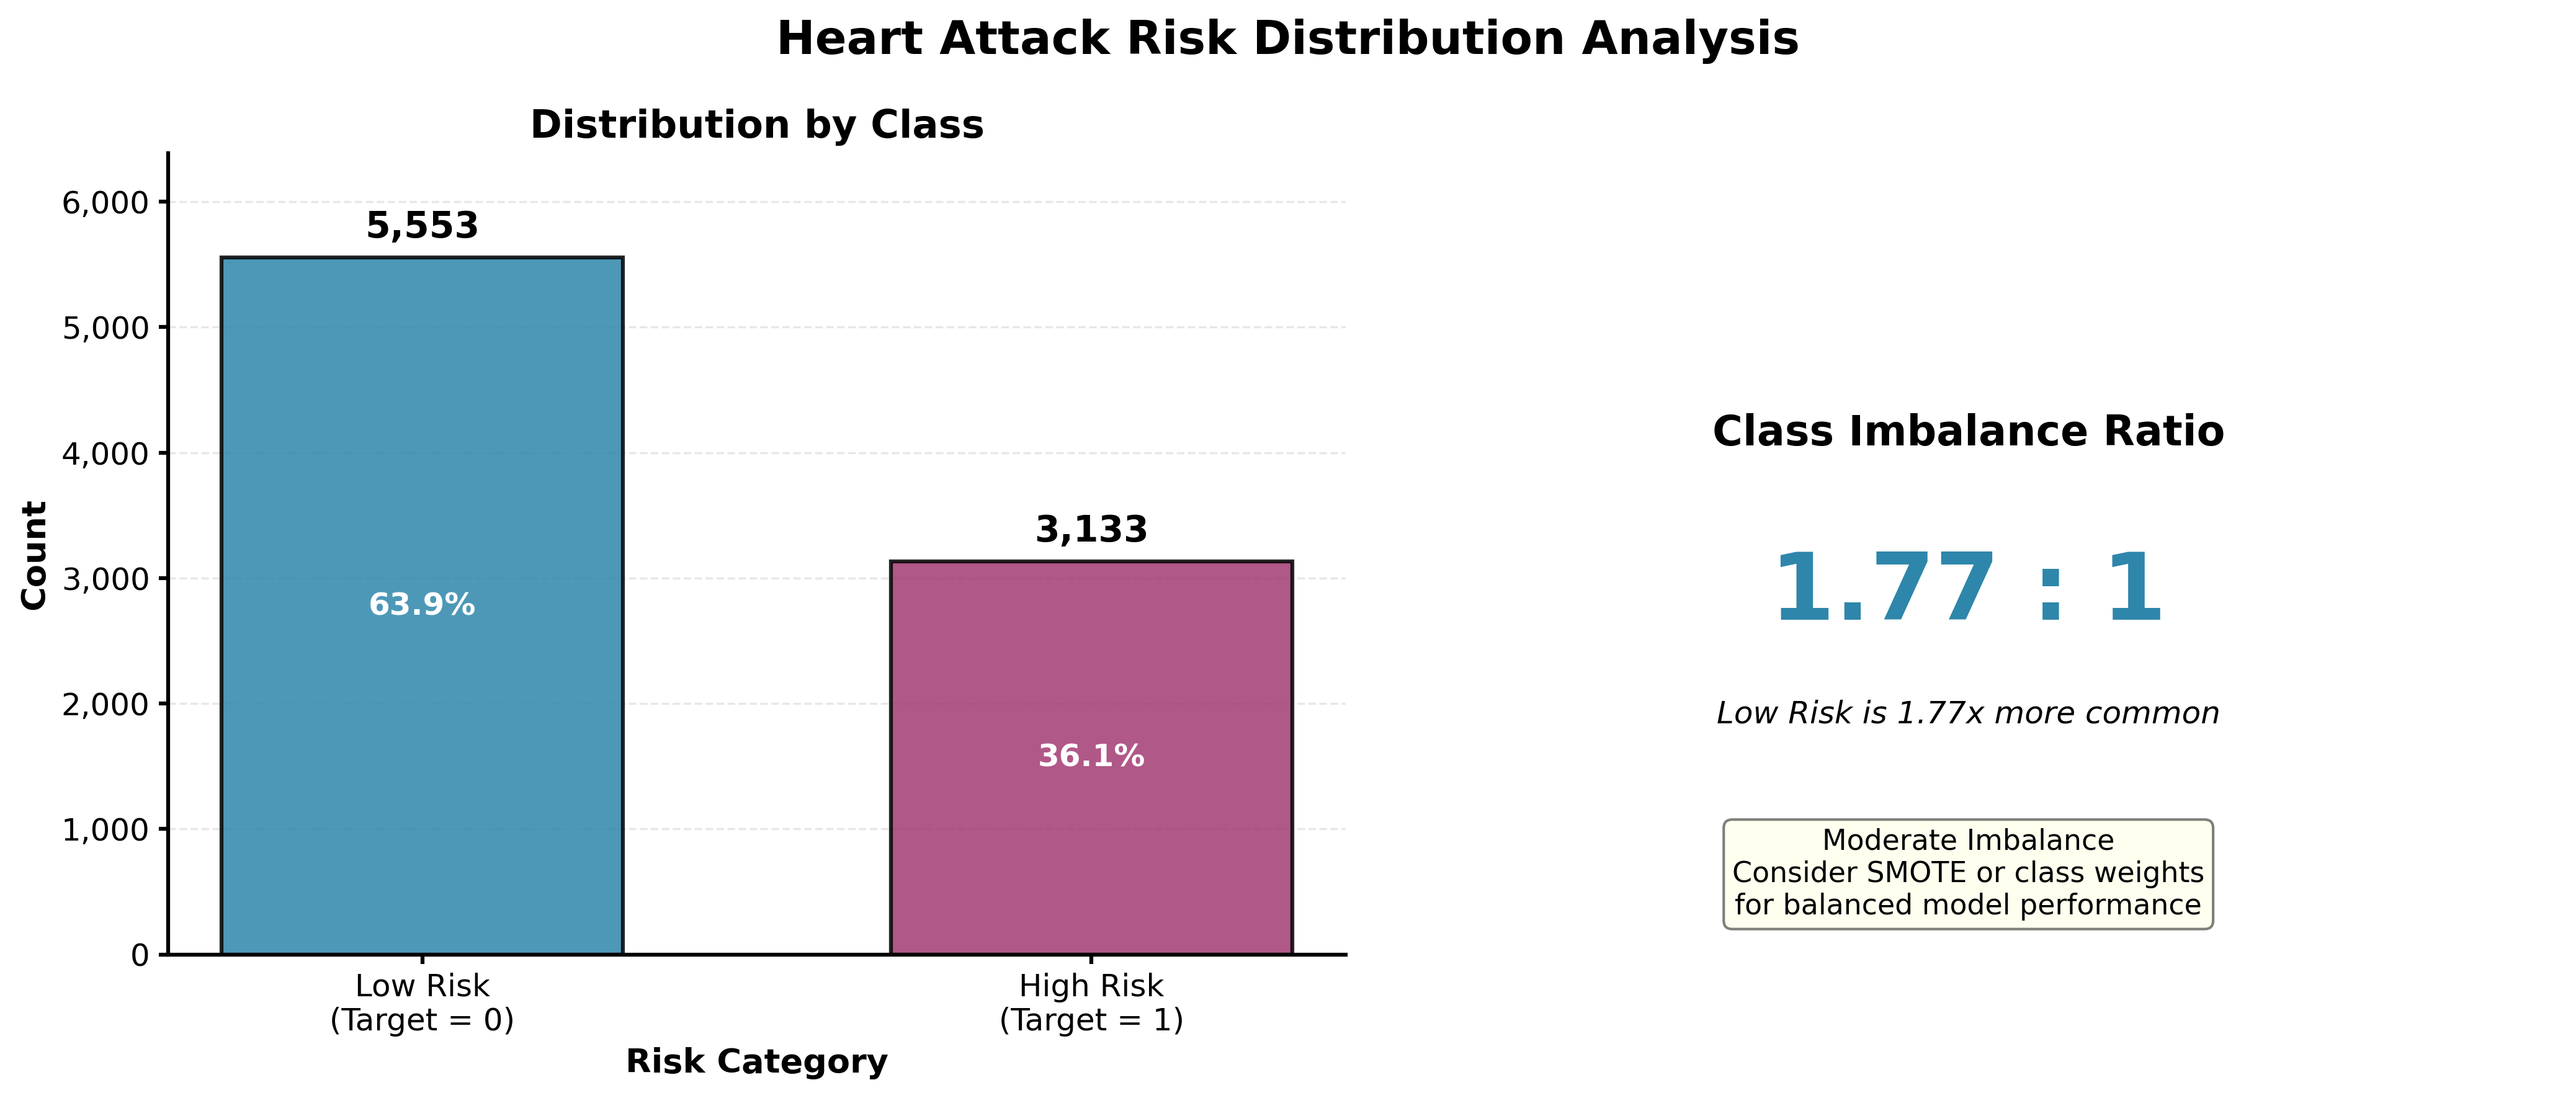 Heart Attack Risk Distribution Analysis
Distribution by Class
Count
6,000
5,000
4,000
3,000
2,000
1,000
0
5,553
63.9%
3,133
36.1%
Low Risk
(Target = 0)
High Risk
(Target = 1)
Risk Category
Class Imbalance Ratio
1.77 : 1
Low Risk is 1.77x more common
Moderate Imbalance
Consider SMOTE or class weights
for balanced model performance